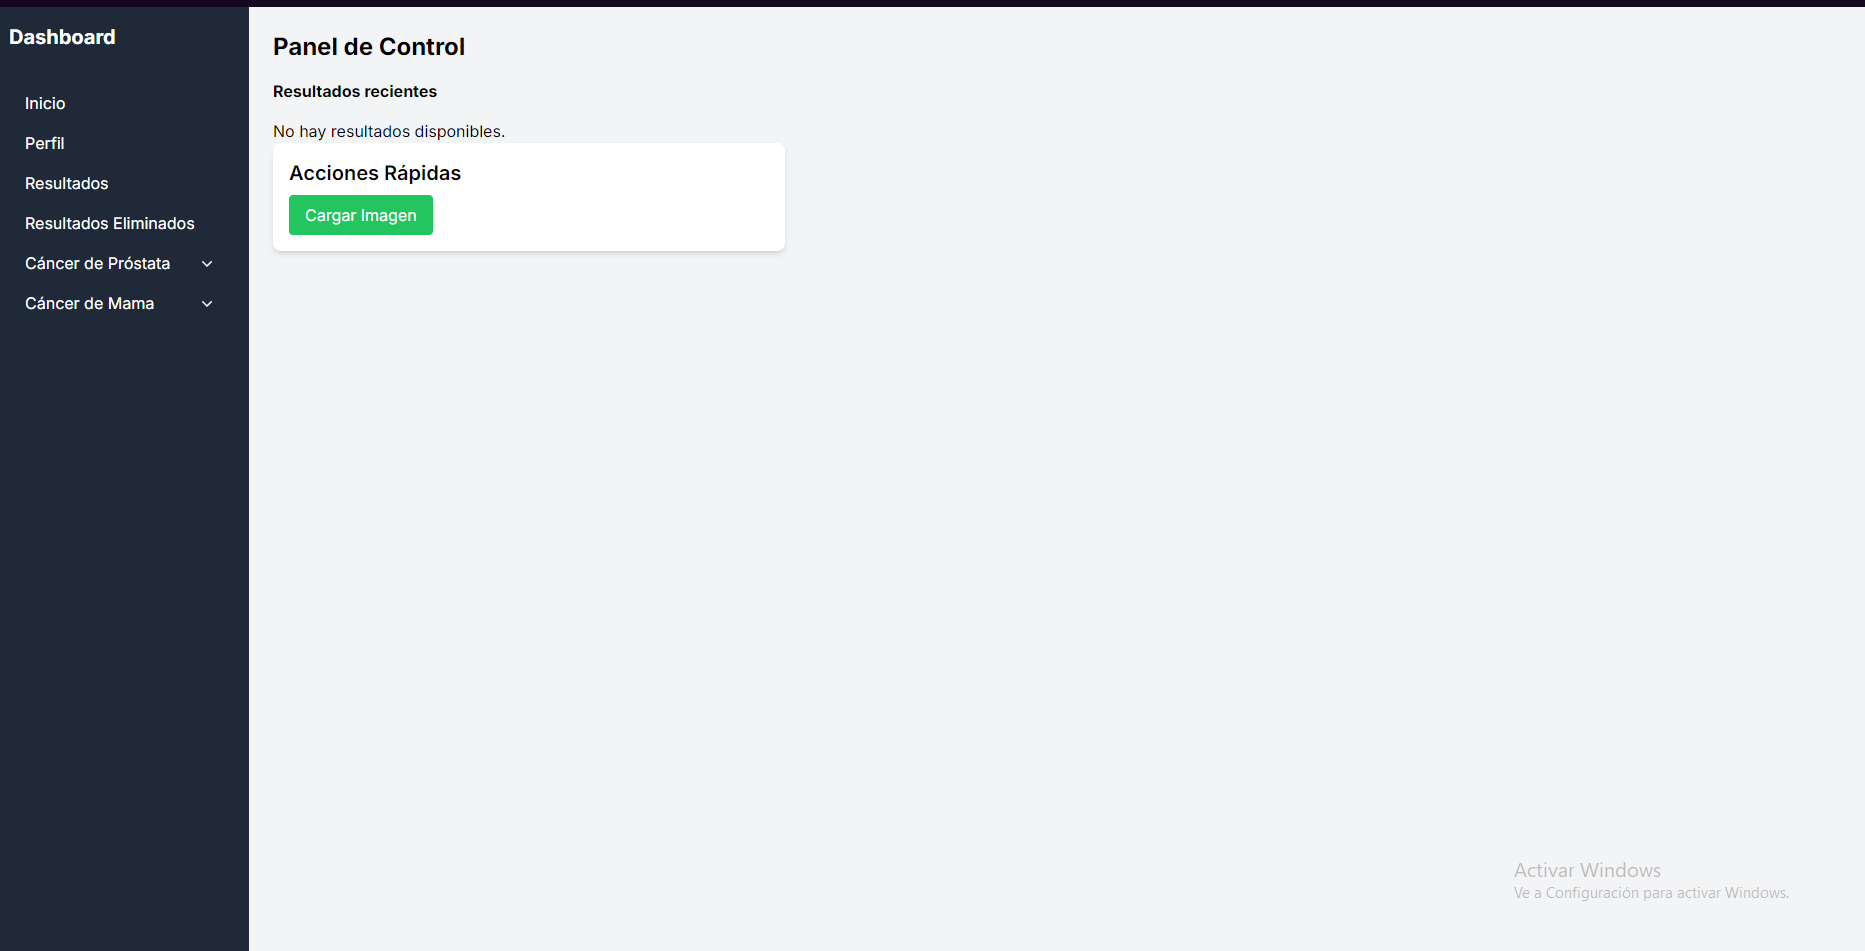 Dashboard
Inicio
Perfil
Resultados
Resultados Eliminados
Cáncer de Próstata
Cáncer de Mama
Panel de Control
Resultados recientes
No hay resultados disponibles.
Acciones Rápidas
Cargar Imagen
Activar Windows
Ve a Configuración para activar Windows.